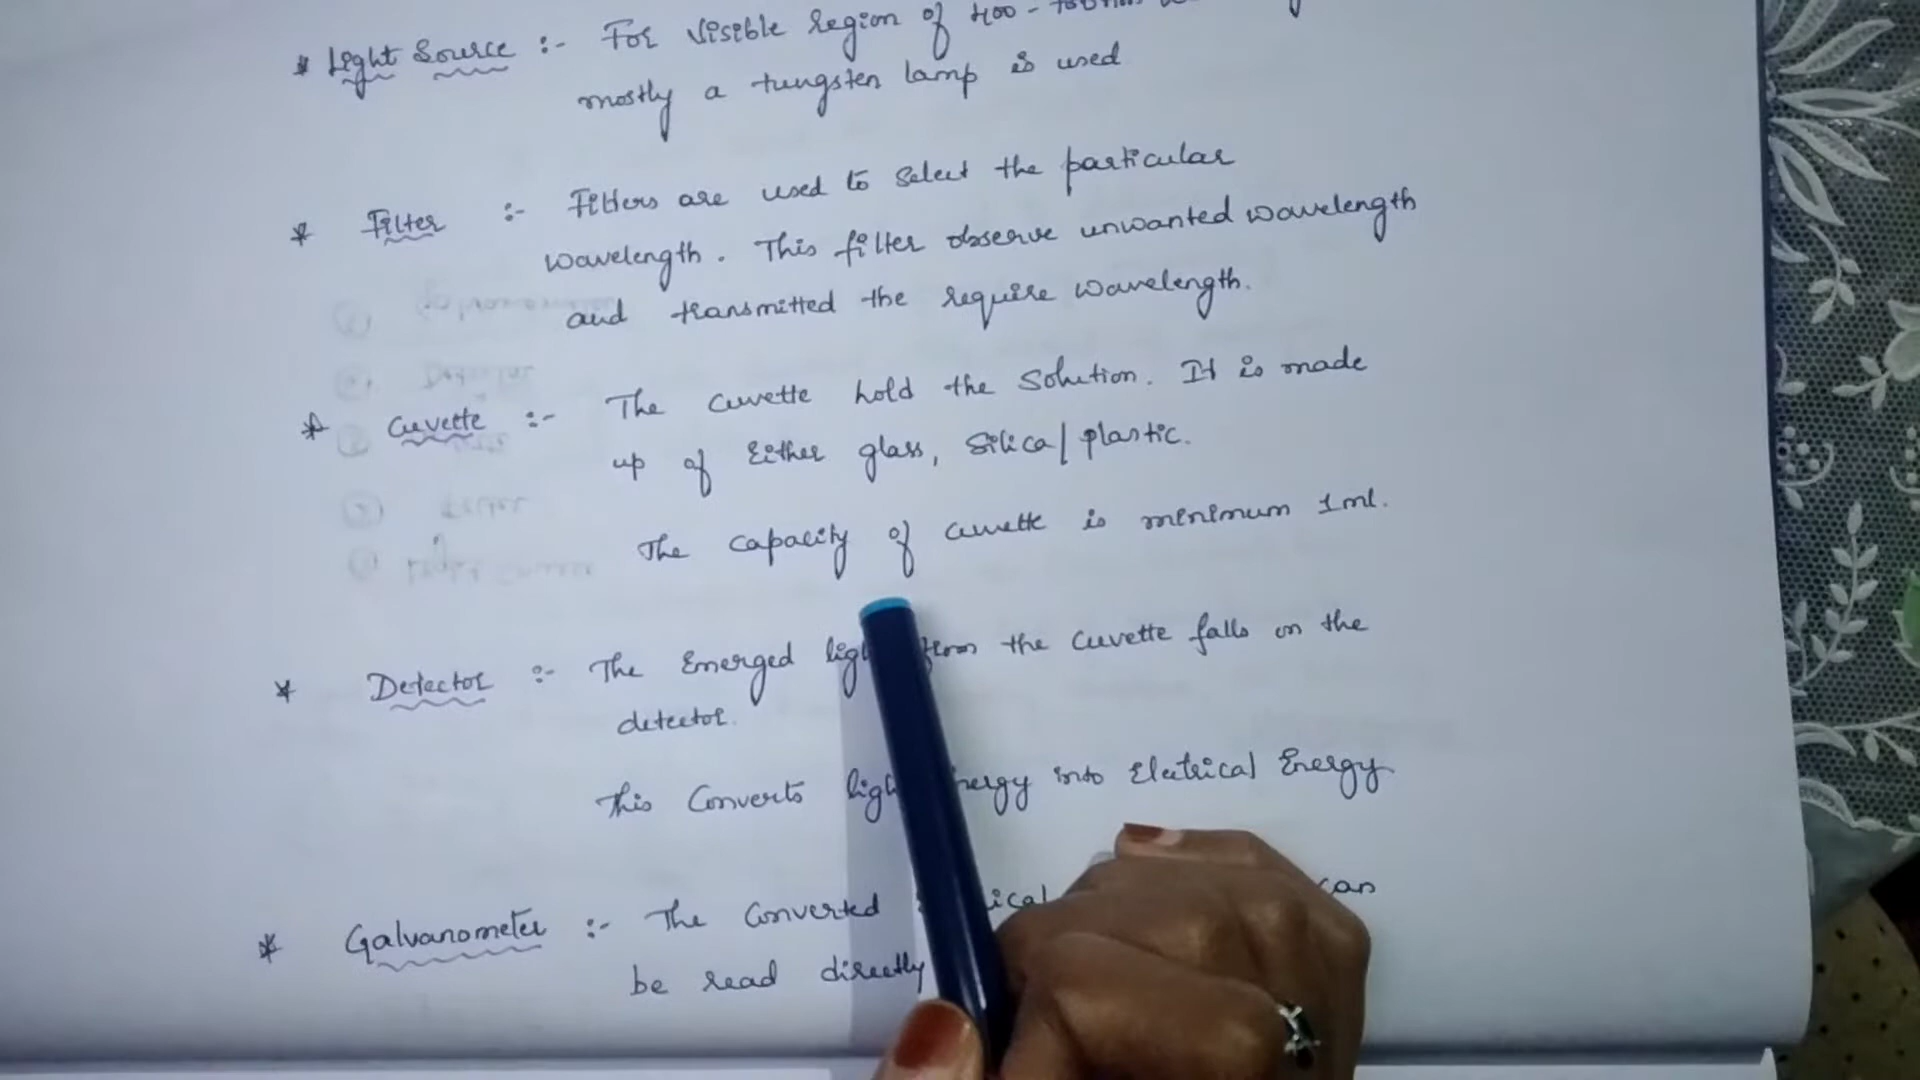 * Light Source :- For visible region of 400 -
mostly a tungsten lamp is used
* Filter :- Filters are used to select the particular
wavelength. This filter observe unwanted wavelength
and transmitted the require wavelength.
* Cuvette :- The cuvette hold the solution. It is made
up of Either glass, Silica/plastic.
The capacity of cuvette is minimum 1ml.
* Detector :- The Emerged from the cuvette falls on the
detector.
This Converts into Electrical Energy
* Galvanometer :- The Converted can
be read directly